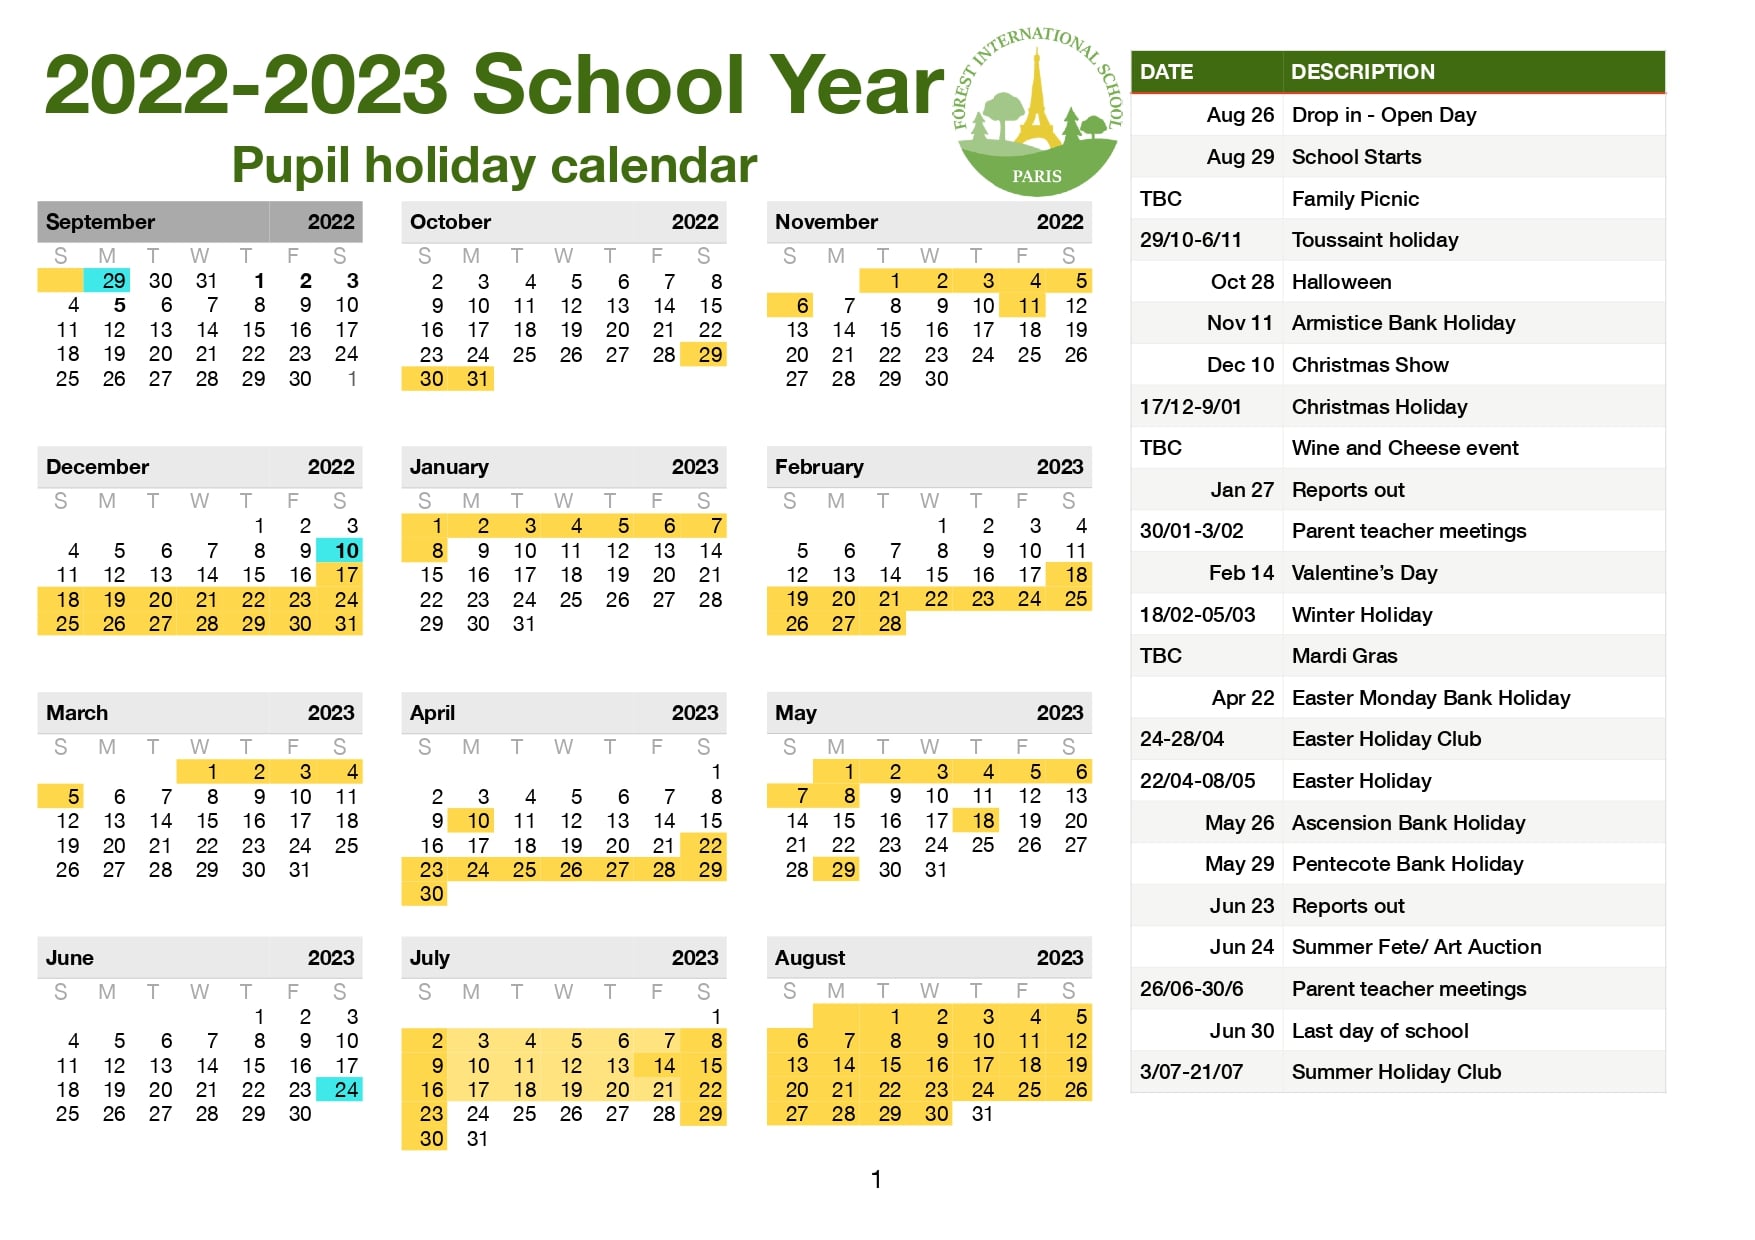 2022-2023 School Year
Pupil holiday calendar
FOREST INTERNATIONAL SCHOOL
PARIS
September 2022
S M T W T F S
29 30 31 1 2 3
4 5 6 7 8 9 10
11 12 13 14 15 16 17
18 19 20 21 22 23 24
25 26 27 28 29 30 1
October 2022
S M T W T F S
2 3 4 5 6 7 8
9 10 11 12 13 14 15
16 17 18 19 20 21 22
23 24 25 26 27 28 29
30 31
November 2022
S M T W T F S
1 2 3 4 5
6 7 8 9 10 11 12
13 14 15 16 17 18 19
20 21 22 23 24 25 26
27 28 29 30
December 2022
S M T W T F S
1 2 3
4 5 6 7 8 9 10
11 12 13 14 15 16 17
18 19 20 21 22 23 24
25 26 27 28 29 30 31
January 2023
S M T W T F S
1 2 3 4 5 6 7
8 9 10 11 12 13 14
15 16 17 18 19 20 21
22 23 24 25 26 27 28
29 30 31
February 2023
S M T W T F S
1 2 3 4
5 6 7 8 9 10 11
12 13 14 15 16 17 18
19 20 21 22 23 24 25
26 27 28
March 2023
S M T W T F S
1 2 3 4
5 6 7 8 9 10 11
12 13 14 15 16 17 18
19 20 21 22 23 24 25
26 27 28 29 30 31
April 2023
S M T W T F S
1
2 3 4 5 6 7 8
9 10 11 12 13 14 15
16 17 18 19 20 21 22
23 24 25 26 27 28 29
30
May 2023
S M T W T F S
1 2 3 4 5 6
7 8 9 10 11 12 13
14 15 16 17 18 19 20
21 22 23 24 25 26 27
28 29 30 31
June 2023
S M T W T F S
1 2 3
4 5 6 7 8 9 10
11 12 13 14 15 16 17
18 19 20 21 22 23 24
25 26 27 28 29 30
July 2023
S M T W T F S
1
2 3 4 5 6 7 8
9 10 11 12 13 14 15
16 17 18 19 20 21 22
23 24 25 26 27 28 29
30 31
August 2023
S M T W T F S
1 2 3 4 5
6 7 8 9 10 11 12
13 14 15 16 17 18 19
20 21 22 23 24 25 26
27 28 29 30 31
DATE DESCRIPTION
Aug 26 Drop in - Open Day
Aug 29 School Starts
TBC Family Picnic
29/10-6/11 Toussaint holiday
Oct 28 Halloween
Nov 11 Armistice Bank Holiday
Dec 10 Christmas Show
17/12-9/01 Christmas Holiday
TBC Wine and Cheese event
Jan 27 Reports out
30/01-3/02 Parent teacher meetings
Feb 14 Valentine’s Day
18/02-05/03 Winter Holiday
TBC Mardi Gras
Apr 22 Easter Monday Bank Holiday
24-28/04 Easter Holiday Club
22/04-08/05 Easter Holiday
May 26 Ascension Bank Holiday
May 29 Pentecote Bank Holiday
Jun 23 Reports out
Jun 24 Summer Fete/ Art Auction
26/06-30/6 Parent teacher meetings
Jun 30 Last day of school
3/07-21/07 Summer Holiday Club
1